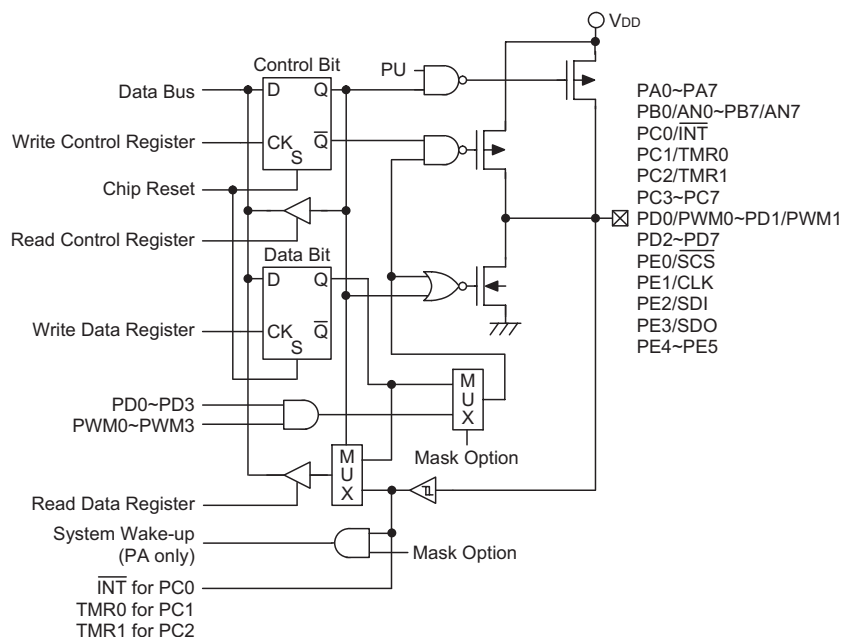 VDD
Control Bit
PU
Data Bus
D
Q
Write Control Register
CK
Q̅
S
Chip Reset
Read Control Register
Data Bit
D
Q
Write Data Register
CK
Q̅
S
PA0~PA7
PB0/AN0~PB7/AN7
PC0/I̅N̅T̅
PC1/TMR0
PC2/TMR1
PC3~PC7
PD0/PWM0~PD1/PWM1
PD2~PD7
PE0/S̅C̅S̅
PE1/CLK
PE2/SDI
PE3/SDO
PE4~PE5
PD0~PD3
PWM0~PWM3
M
U
X
Mask Option
M
U
X
Read Data Register
System Wake-up
(PA only)
Mask Option
I̅N̅T̅ for PC0
TMR0 for PC1
TMR1 for PC2